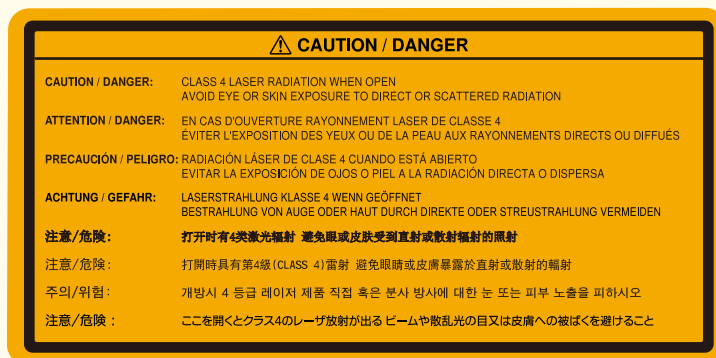 ⚠ CAUTION / DANGER
CAUTION / DANGER: CLASS 4 LASER RADIATION WHEN OPEN
AVOID EYE OR SKIN EXPOSURE TO DIRECT OR SCATTERED RADIATION
ATTENTION / DANGER: EN CAS D'OUVERTURE RAYONNEMENT LASER DE CLASSE 4
ÉVITER L'EXPOSITION DES YEUX OU DE LA PEAU AUX RAYONNEMENTS DIRECTS OU DIFFUÉS
PRECAUCIÓN / PELIGRO: RADIACIÓN LÁSER DE CLASE 4 CUANDO ESTÁ ABIERTO
EVITAR LA EXPOSICIÓN DE OJOS O PIEL A LA RADIACIÓN DIRECTA O DISPERSA
ACHTUNG / GEFAHR: LASERSTRAHLUNG KLASSE 4 WENN GEÖFFNET
BESTRAHLUNG VON AUGE ODER HAUT DURCH DIREKTE ODER STREUSTRAHLUNG VERMEIDEN
注意/危险: 打开时有4类激光辐射 避免眼或皮肤受到直射或散射辐射的照射
注意/危險: 打開時具有第4級(CLASS 4)雷射 避免眼睛或皮膚暴露於直射或散射的輻射
주의/위험: 개방시 4 등급 레이저 제품 직접 혹은 분사 방사에 대한 눈 또는 피부 노출을 피하시오
注意/危険 : ここを開くとクラス4のレーザ放射が出る ビームや散乱光の目又は皮膚への被ばくを避けること